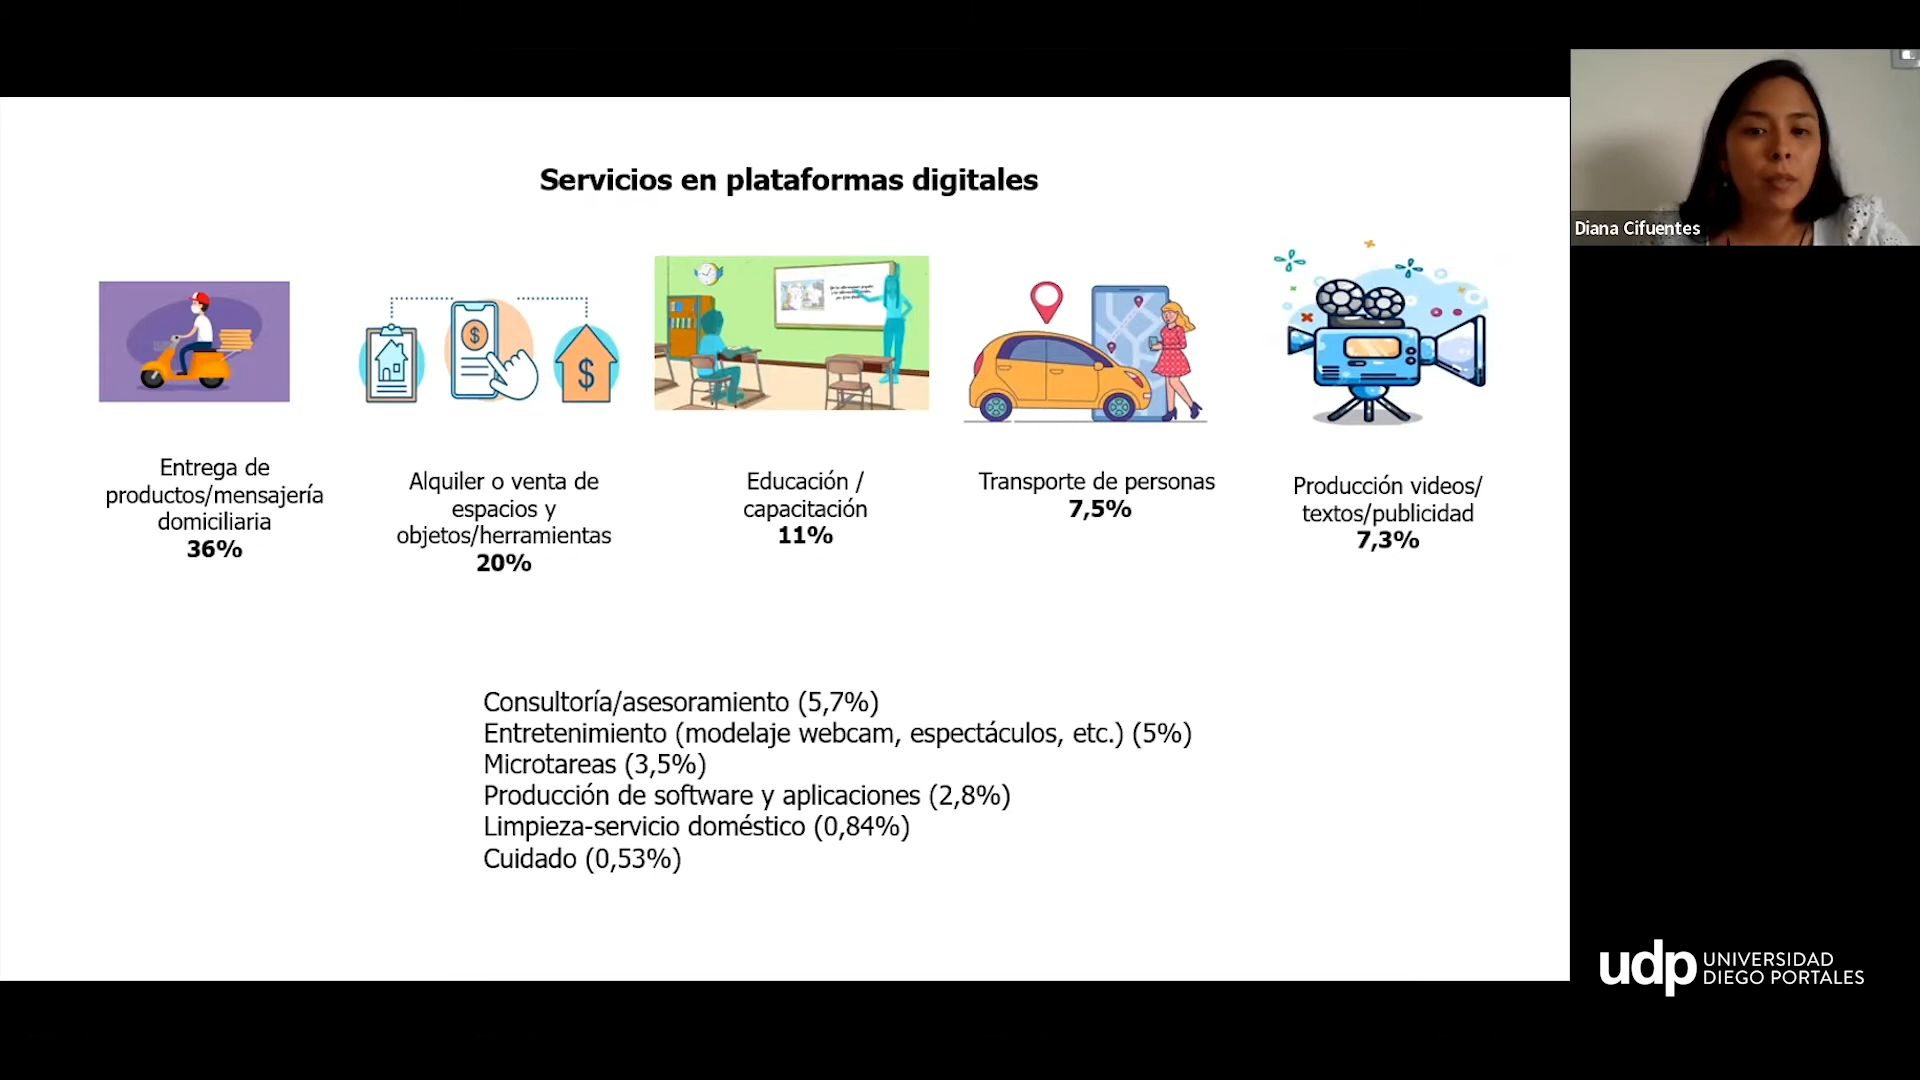 Servicios en plataformas digitales
Entrega de
productos/mensajería
domiciliaria
36%
Alquiler o venta de
espacios y
objetos/herramientas
20%
Educación /
capacitación
11%
Transporte de personas
7,5%
Producción videos/
textos/publicidad
7,3%
Consultoría/asesoramiento (5,7%)
Entretenimiento (modelaje webcam, espectáculos, etc.) (5%)
Microtareas (3,5%)
Producción de software y aplicaciones (2,8%)
Limpieza-servicio doméstico (0,84%)
Cuidado (0,53%)
Diana Cifuentes
udp UNIVERSIDAD
DIEGO PORTALES